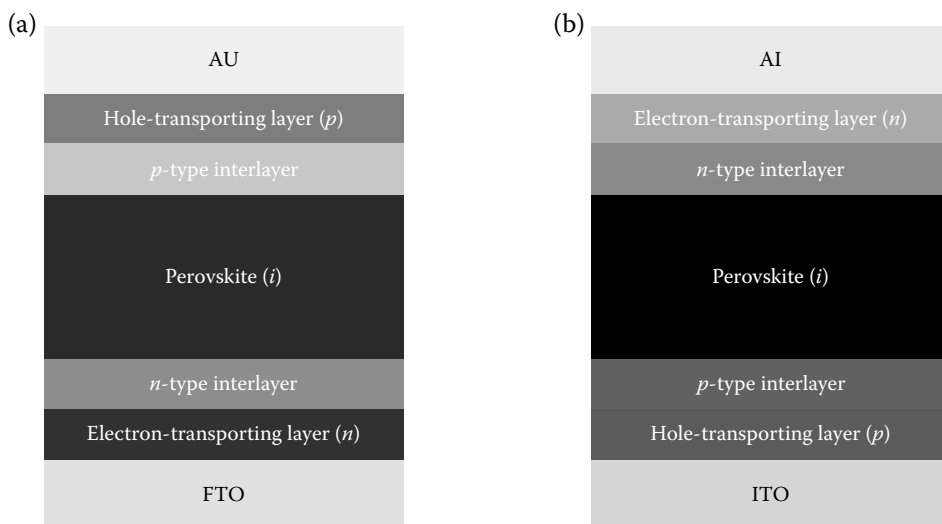 (a)
AU
Hole-transporting layer (p)
p-type interlayer
Perovskite (i)
n-type interlayer
Electron-transporting layer (n)
FTO
(b)
AI
Electron-transporting layer (n)
n-type interlayer
Perovskite (i)
p-type interlayer
Hole-transporting layer (p)
ITO